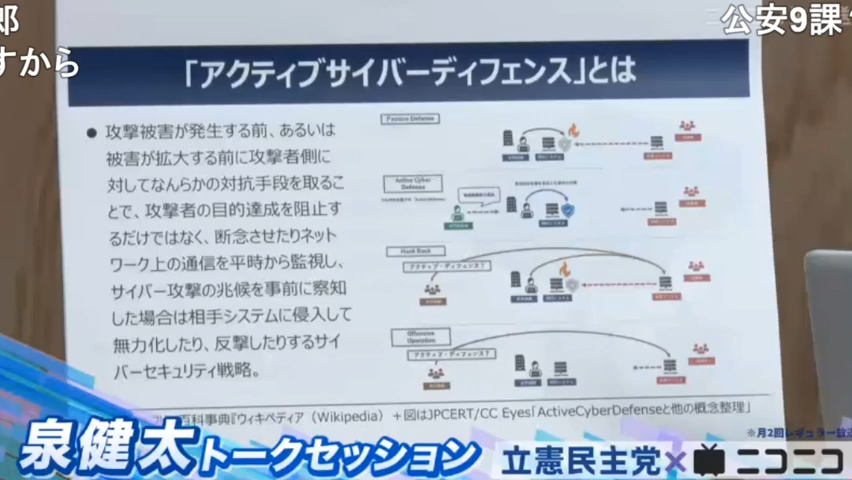 郎
公安9課
すから
「アクティブサイバーディフェンス」とは
● 攻撃被害が発生する前、あるいは
被害が拡大する前に攻撃者側に
対してなんらかの対抗手段を取るこ
とで、攻撃者の目的達成を阻止す
るだけではなく、断念させたりネット
ワーク上の通信を平時から監視し、
サイバー攻撃の兆候を事前に察知
した場合は相手システムに侵入して
無力化したり、反撃したりするサイ
バーセキュリティ戦略。
Passive Defense
Active Cyber
Defense
Hack Back
アクティブ・ディフェンス?
Offensive
Operation
アクティブ・ディフェンス?
百科事典『ウィキペディア（Wikipedia）＋図はJPCERT/CC Eyes「ActiveCyberDefenseと他の概念整理」
※月2回レギュラー放送
泉健太トークセッション
立憲民主党×ニコニコ